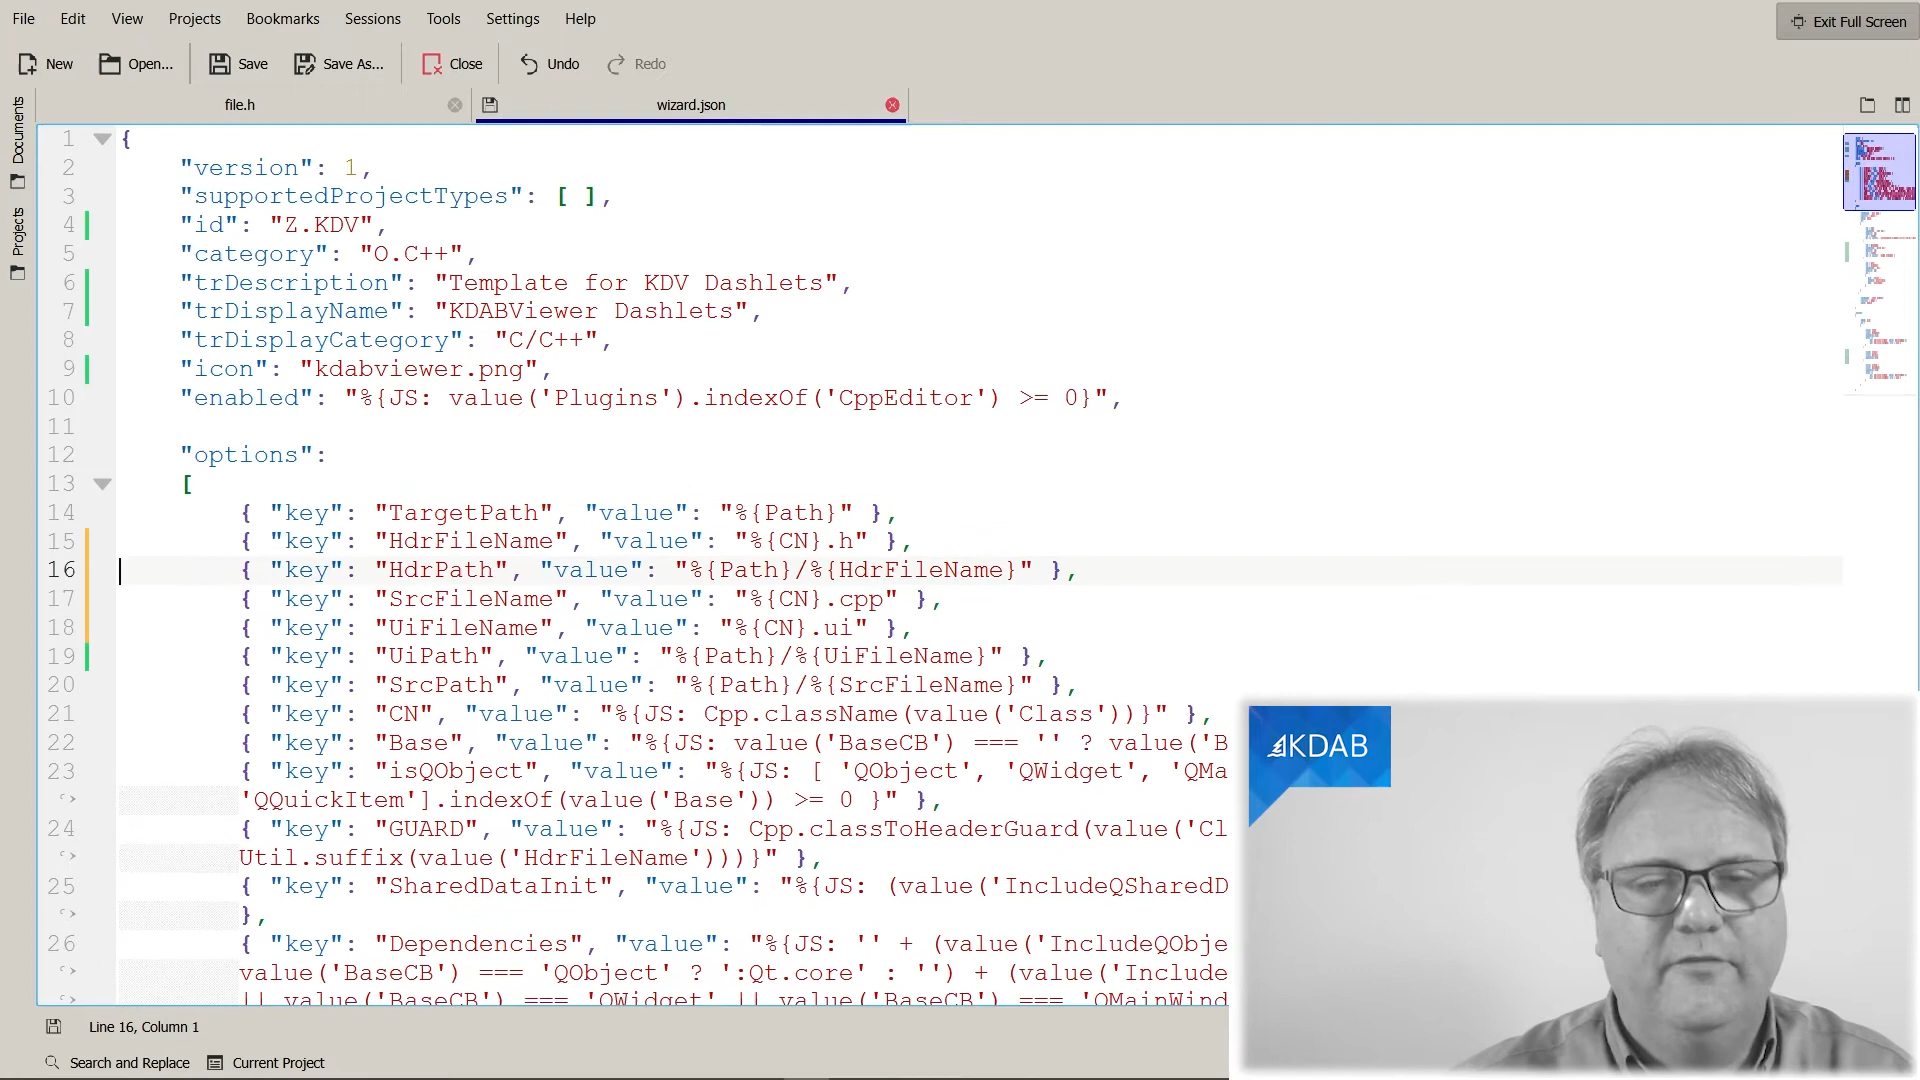 File Edit View Projects Bookmarks Sessions Tools Settings Help
Exit Full Screen
New Open... Save Save As... Close Undo Redo
file.h
wizard.json
Documents
Projects
1 {
2 "version": 1,
3 "supportedProjectTypes": [ ],
4 "id": "Z.KDV",
5 "category": "O.C++",
6 "trDescription": "Template for KDV Dashlets",
7 "trDisplayName": "KDABViewer Dashlets",
8 "trDisplayCategory": "C/C++",
9 "icon": "kdabviewer.png",
10 "enabled": "%{JS: value('Plugins').indexOf('CppEditor') >= 0}",
11
12 "options":
13 [
14 { "key": "TargetPath", "value": "%{Path}" },
15 { "key": "HdrFileName", "value": "%{CN}.h" },
16 { "key": "HdrPath", "value": "%{Path}/%{HdrFileName}" },
17 { "key": "SrcFileName", "value": "%{CN}.cpp" },
18 { "key": "UiFileName", "value": "%{CN}.ui" },
19 { "key": "UiPath", "value": "%{Path}/%{UiFileName}" },
20 { "key": "SrcPath", "value": "%{Path}/%{SrcFileName}" },
21 { "key": "CN", "value": "%{JS: Cpp.className(value('Class'))}" },
22 { "key": "Base", "value": "%{JS: value('BaseCB') === '' ? value('B
23 { "key": "isQObject", "value": "%{JS: [ 'QObject', 'QWidget', 'QMa
'QQuickItem'].indexOf(value('Base')) >= 0 }" },
24 { "key": "GUARD", "value": "%{JS: Cpp.classToHeaderGuard(value('Cl
Util.suffix(value('HdrFileName')))}" },
25 { "key": "SharedDataInit", "value": "%{JS: (value('IncludeQSharedD
},
26 { "key": "Dependencies", "value": "%{JS: '' + (value('IncludeQObje
value('BaseCB') === 'QObject' ? ':Qt.core' : '') + (value('Include
|| value('BaseCB') === 'QWidget' || value('BaseCB') === 'QMainWind
KDAB
Line 16, Column 1
Search and Replace Current Project